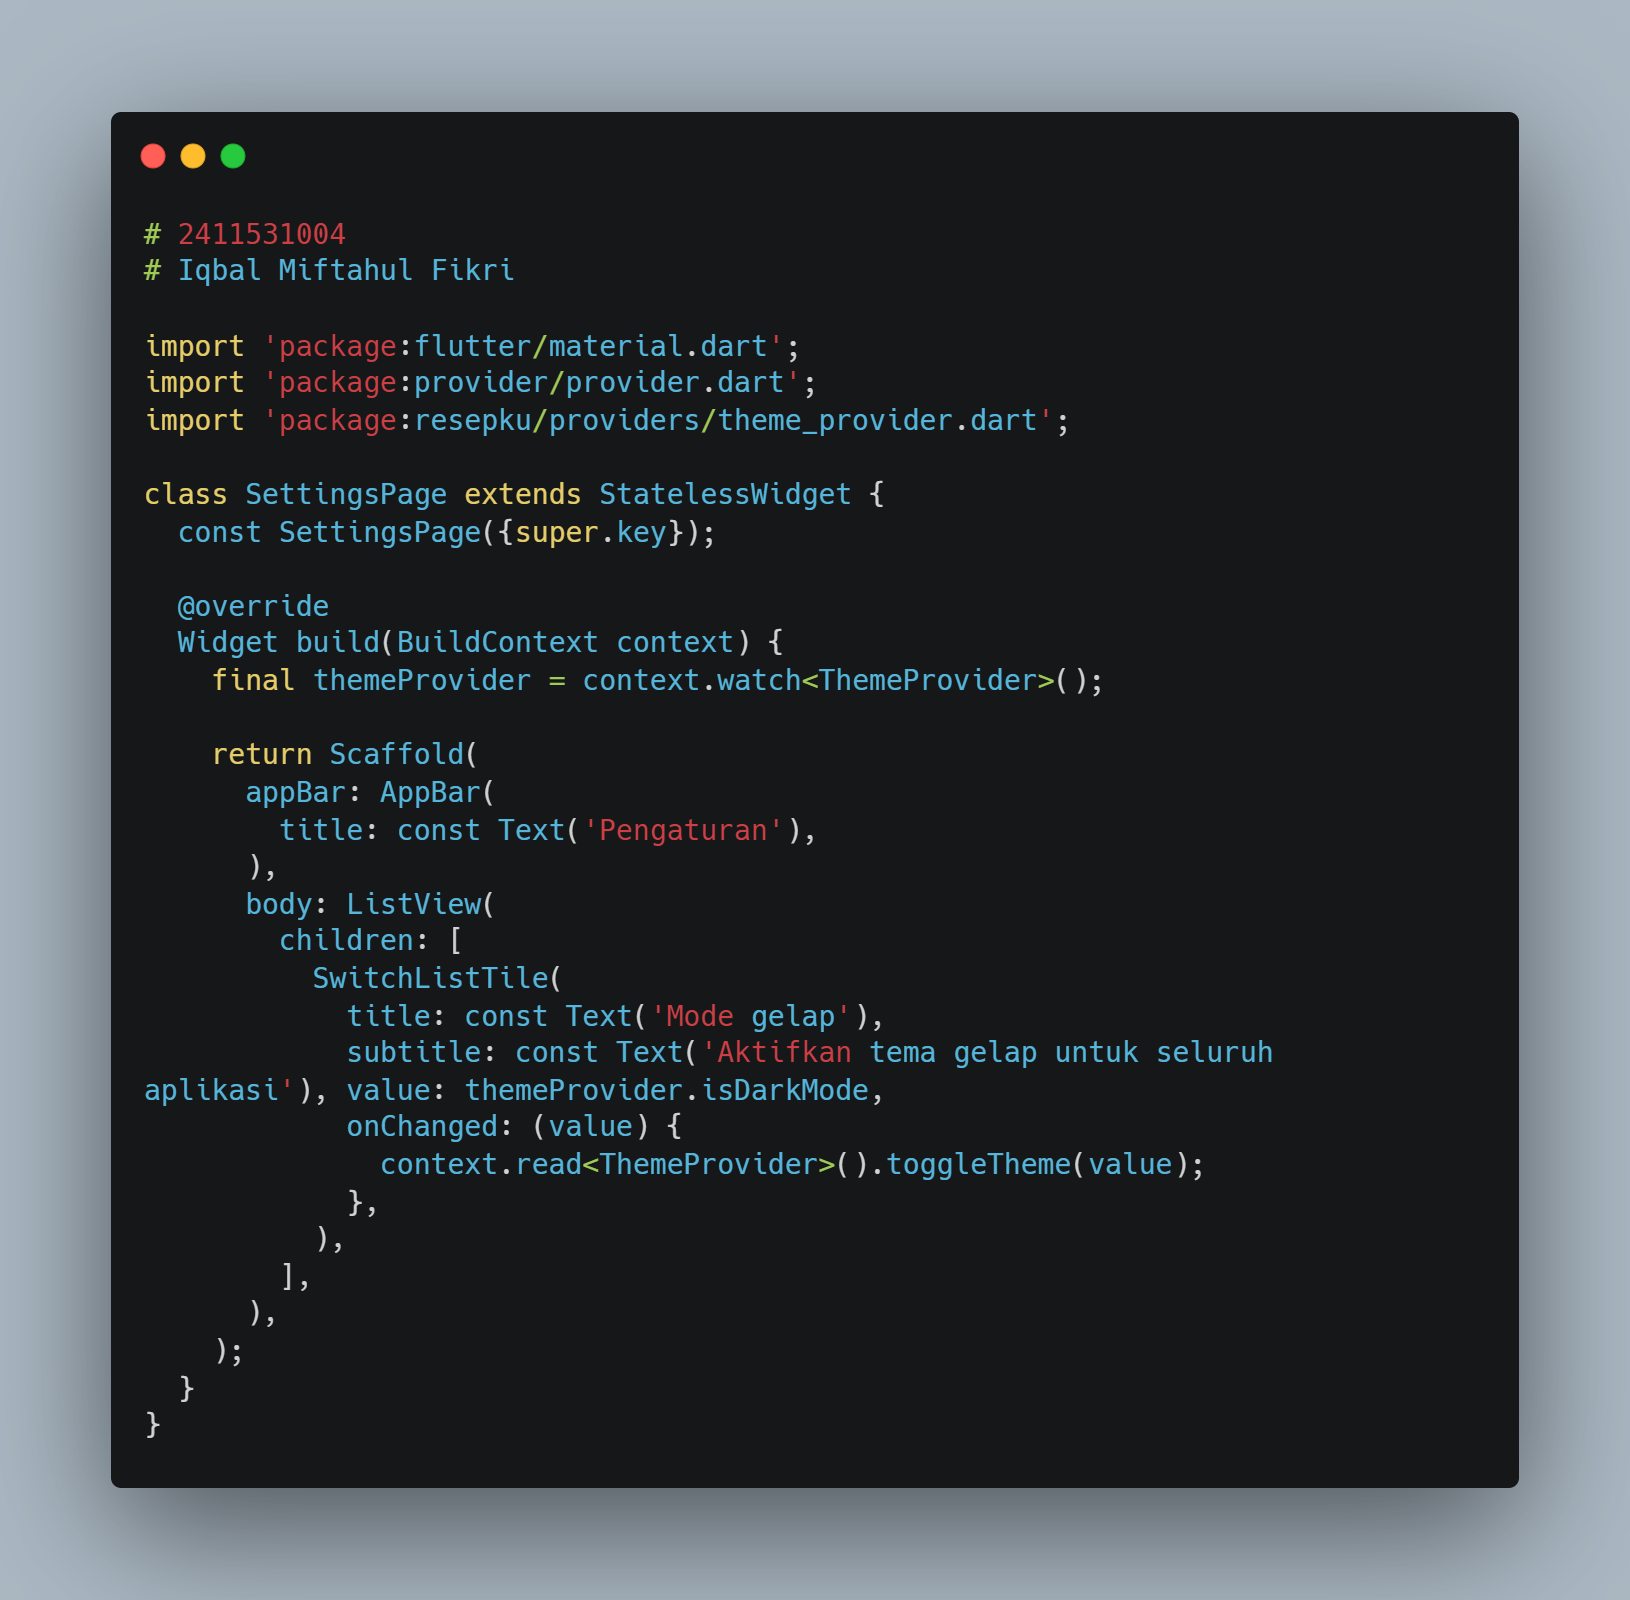 # 2411531004
# Iqbal Miftahul Fikri

import 'package:flutter/material.dart';
import 'package:provider/provider.dart';
import 'package:resepku/providers/theme_provider.dart';

class SettingsPage extends StatelessWidget {
  const SettingsPage({super.key});

  @override
  Widget build(BuildContext context) {
    final themeProvider = context.watch<ThemeProvider>();

    return Scaffold(
      appBar: AppBar(
        title: const Text('Pengaturan'),
      ),
      body: ListView(
        children: [
          SwitchListTile(
            title: const Text('Mode gelap'),
            subtitle: const Text('Aktifkan tema gelap untuk seluruh
aplikasi'), value: themeProvider.isDarkMode,
            onChanged: (value) {
              context.read<ThemeProvider>().toggleTheme(value);
            },
          ),
        ],
      ),
    );
  }
}